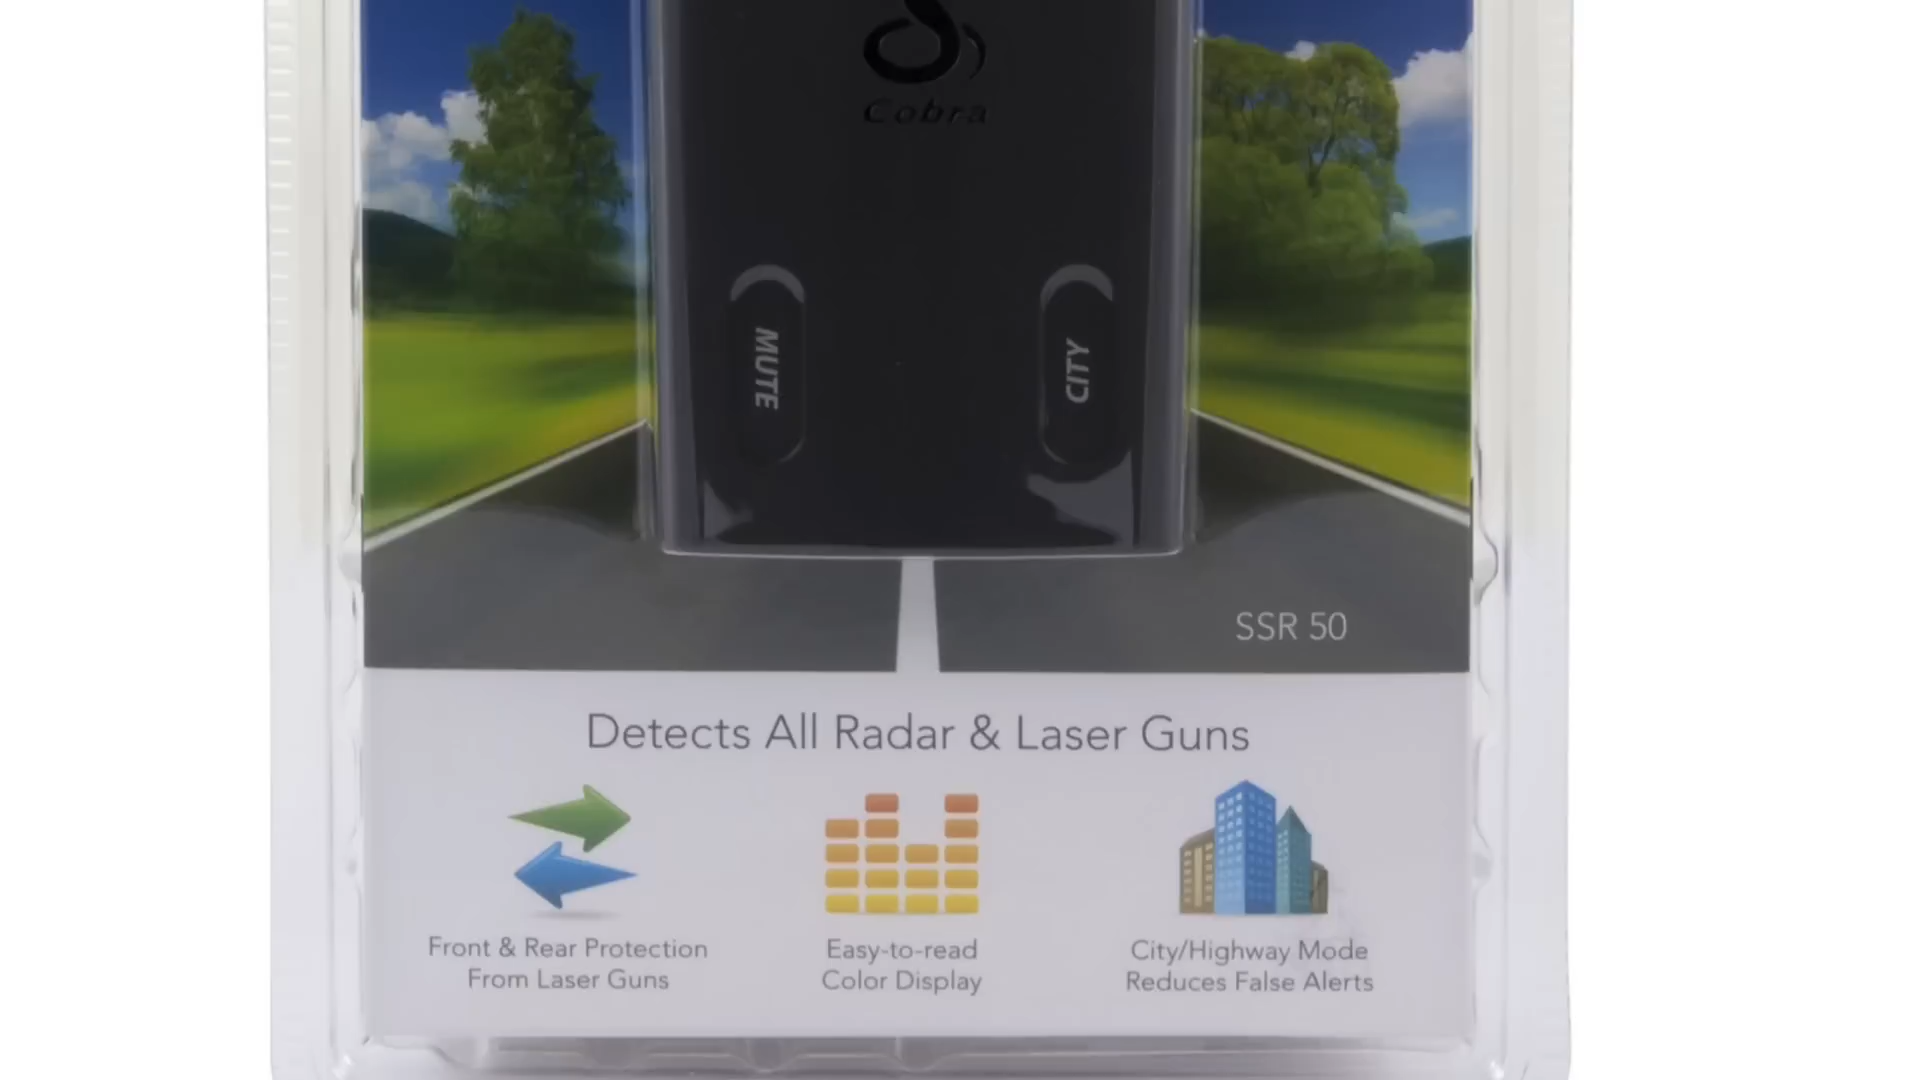 Cobra
MUTE
CITY
SSR 50
Detects All Radar & Laser Guns
Front & Rear Protection
From Laser Guns
Easy-to-read
Color Display
City/Highway Mode
Reduces False Alerts